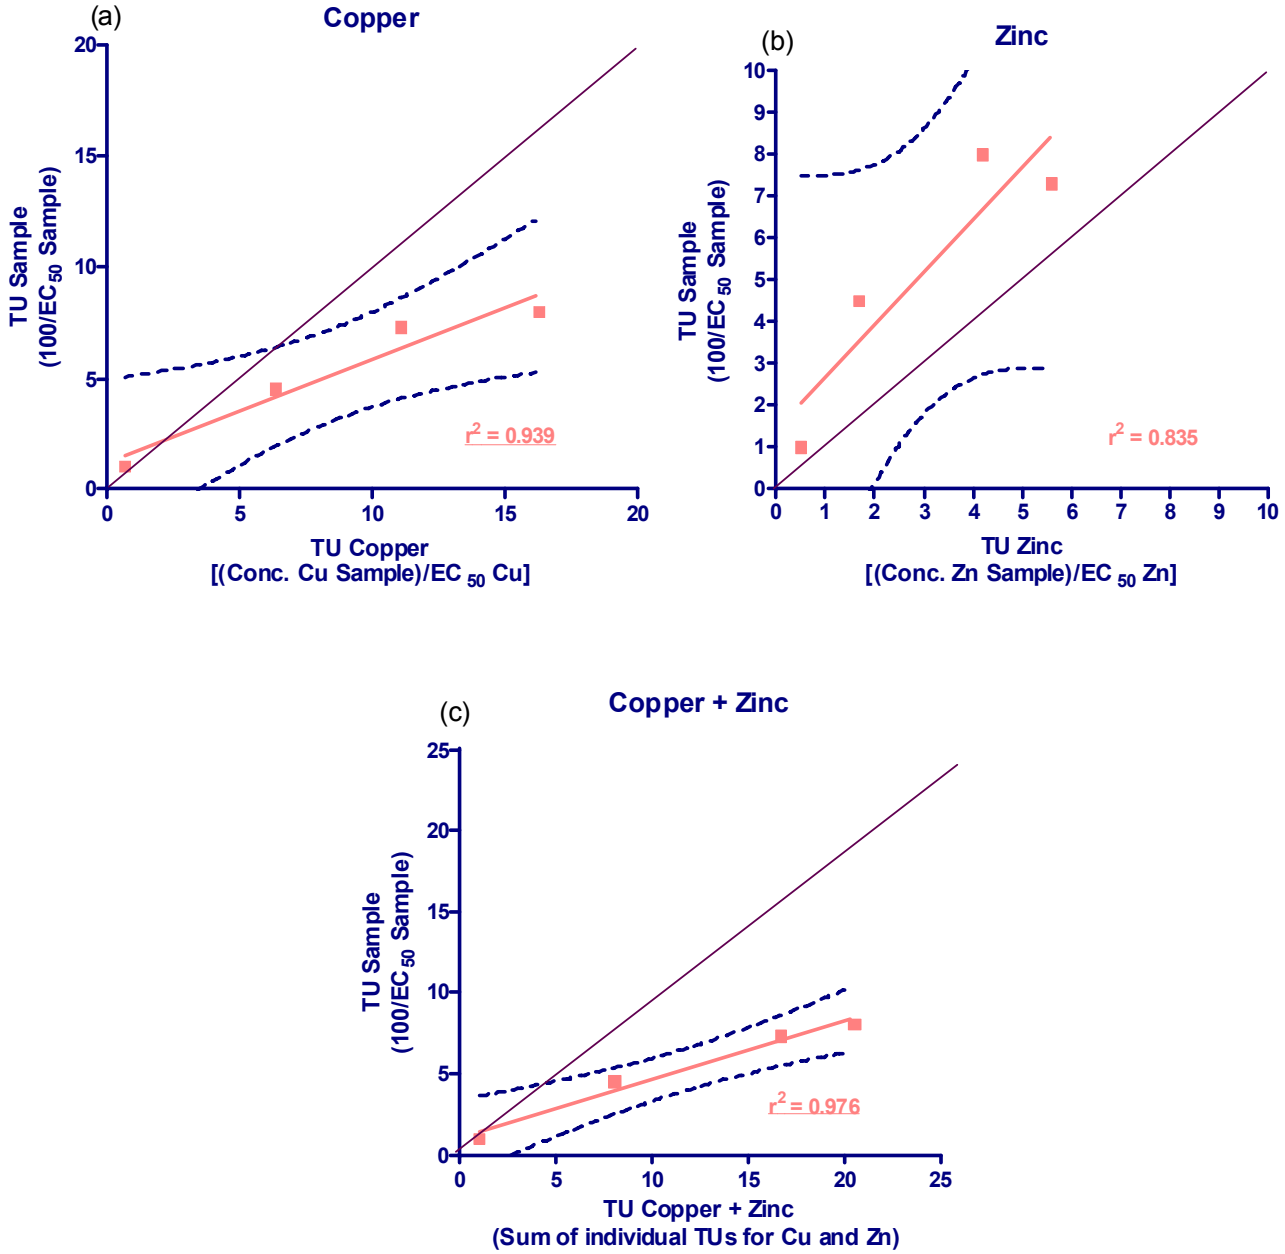 (a)
Copper
20
15
10
5
0
TU Sample
(100/EC50 Sample)
r2 = 0.939
0 5 10 15 20
TU Copper
[(Conc. Cu Sample)/EC 50 Cu]
(b)
Zinc
10
9
8
7
6
5
4
3
2
1
0
TU Sample
(100/EC50 Sample)
r2 = 0.835
0 1 2 3 4 5 6 7 8 9 10
TU Zinc
[(Conc. Zn Sample)/EC 50 Zn]
(c)
Copper + Zinc
25
20
15
10
5
0
TU Sample
(100/EC50 Sample)
r2 = 0.976
0 5 10 15 20 25
TU Copper + Zinc
(Sum of individual TUs for Cu and Zn)